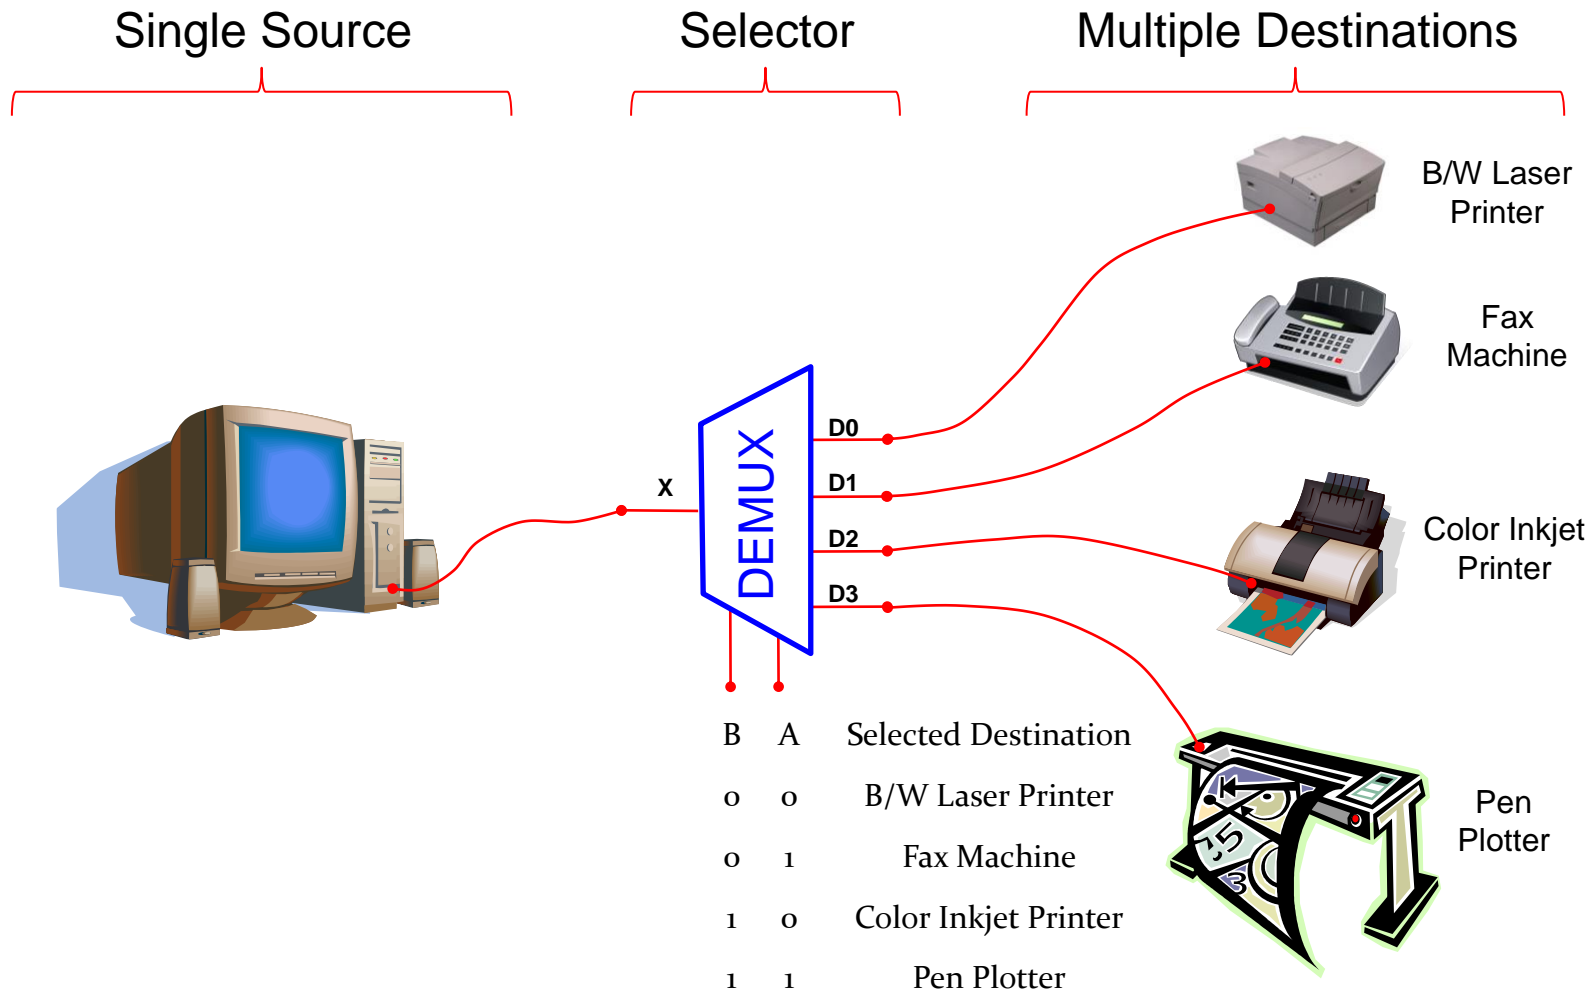 Single Source
Selector
Multiple Destinations
B/W Laser
Printer
Fax
Machine
Color Inkjet
Printer
Pen
Plotter
X
DEMUX
D0
D1
D2
D3
B A Selected Destination
0 0 B/W Laser Printer
0 1 Fax Machine
1 0 Color Inkjet Printer
1 1 Pen Plotter